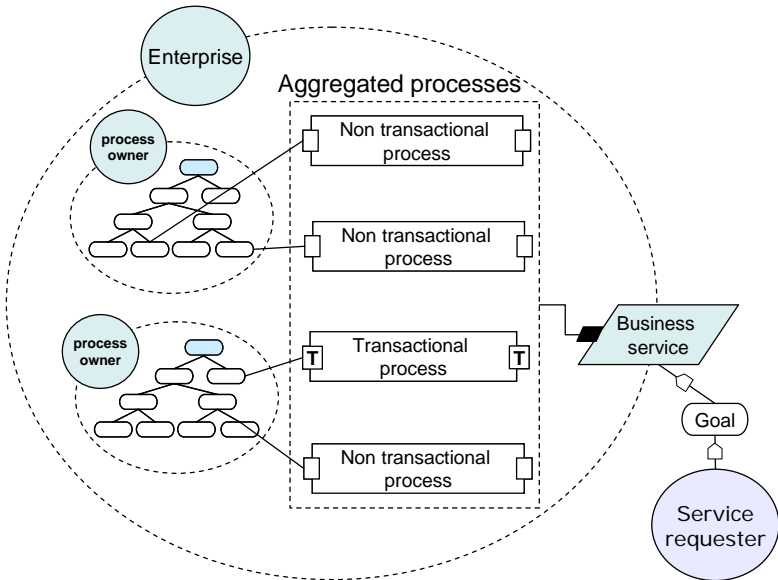 Enterprise
Aggregated processes
process
owner
Non transactional
process
Non transactional
process
process
owner
T
Transactional
process
T
Non transactional
process
Business
service
Goal
Service
requester